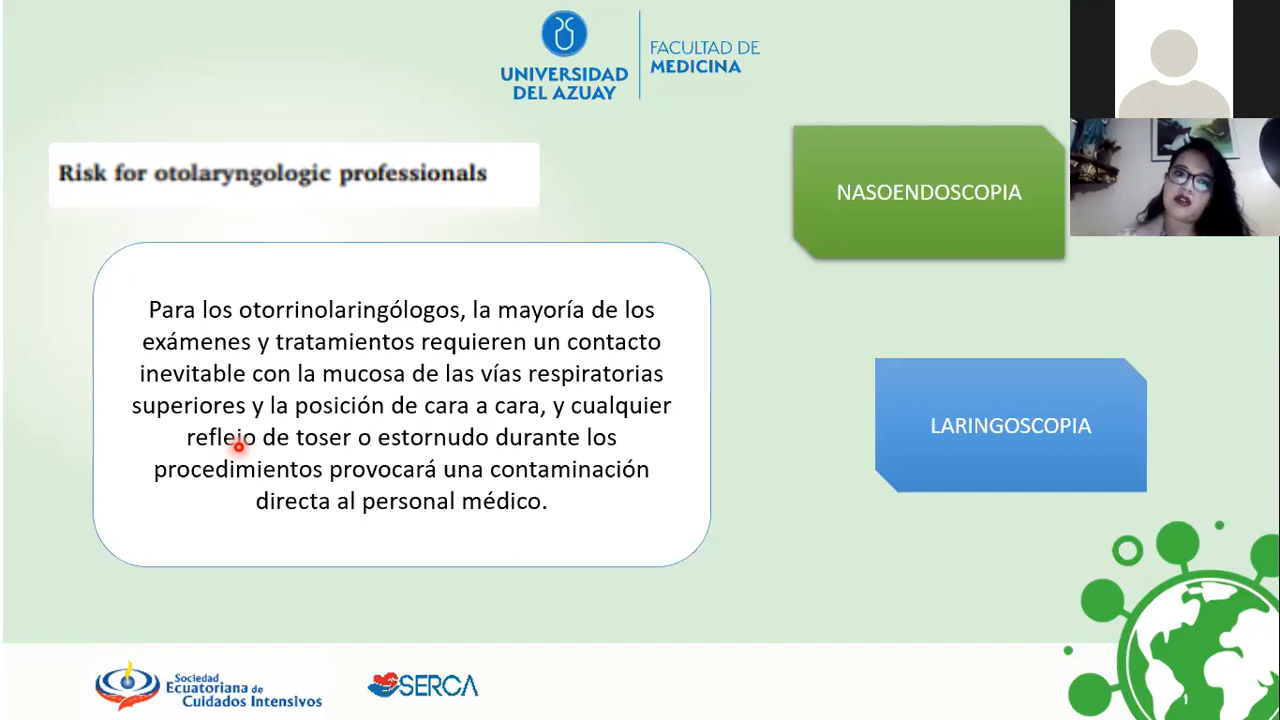 UNIVERSIDAD
DEL AZUAY
FACULTAD DE
MEDICINA
Risk for otolaryngologic professionals
NASOENDOSCOPIA
Para los otorrinolaringólogos, la mayoría de los
exámenes y tratamientos requieren un contacto
inevitable con la mucosa de las vías respiratorias
superiores y la posición de cara a cara, y cualquier
reflejo de toser o estornudo durante los
procedimientos provocará una contaminación
directa al personal médico.
LARINGOSCOPIA
Sociedad
Ecuatoriana de
Cuidados Intensivos
SERCA